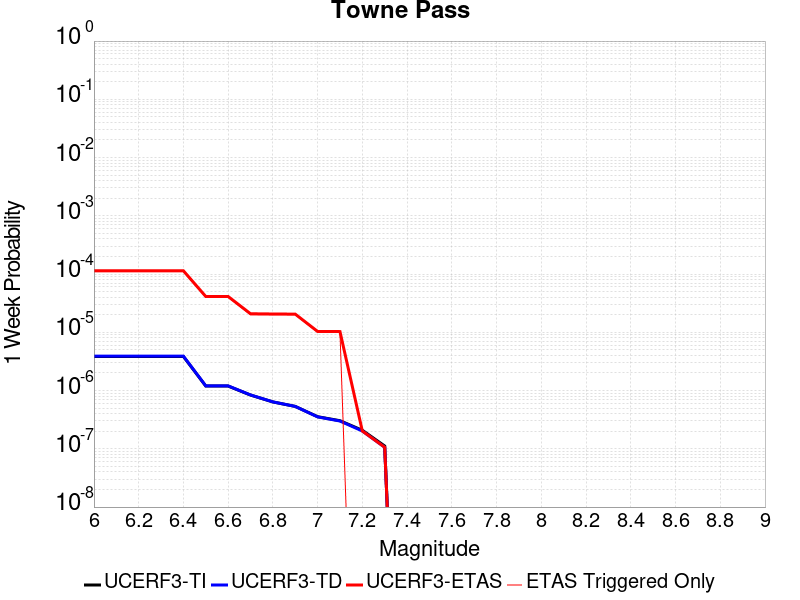 Towne Pass
1 Week Probability
10^0
10^-1
10^-2
10^-3
10^-4
10^-5
10^-6
10^-7
10^-8
6 6.2 6.4 6.6 6.8 7 7.2 7.4 7.6 7.8 8 8.2 8.4 8.6 8.8 9
Magnitude
UCERF3-TI UCERF3-TD UCERF3-ETAS ETAS Triggered Only